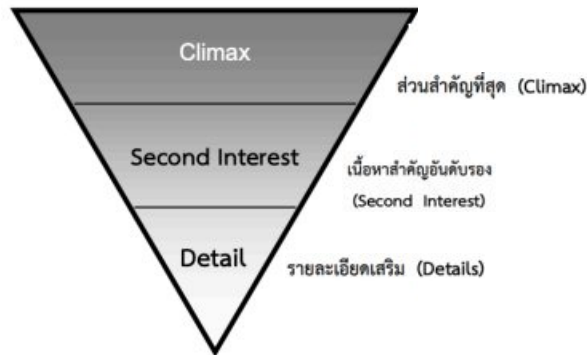 Climax
ส่วนสำคัญที่สุด (Climax)
Second Interest
เนื้อหาสำคัญอันดับรอง
(Second Interest)
Detail
รายละเอียดเสริม (Details)